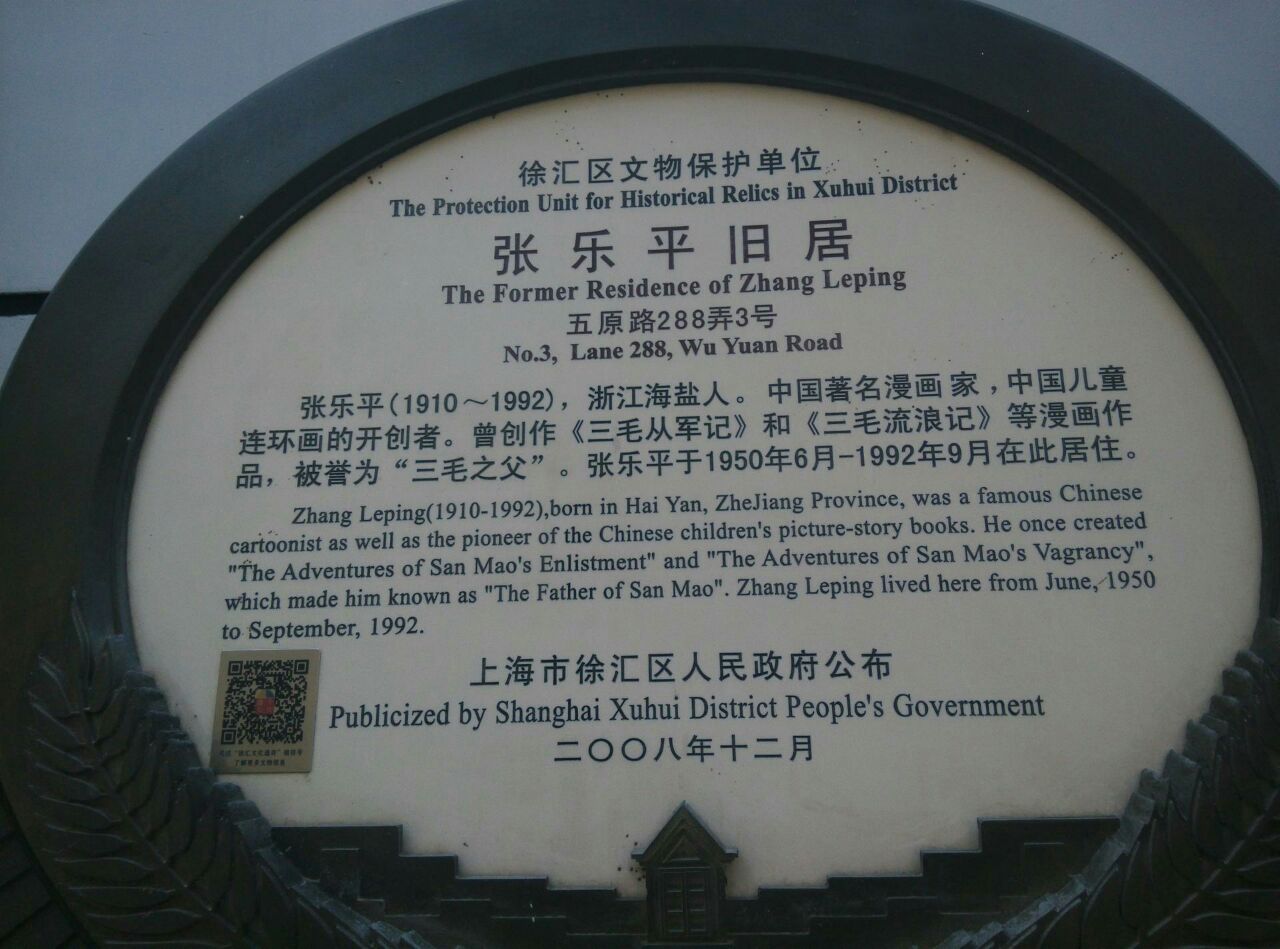 徐汇区文物保护单位
The Protection Unit for Historical Relics in Xuhui District
张乐平旧居
The Former Residence of Zhang Leping
五原路288弄3号
No.3, Lane 288, Wu Yuan Road
张乐平(1910～1992)，浙江海盐人。中国著名漫画家，中国儿童
连环画的开创者。曾创作《三毛从军记》和《三毛流浪记》等漫画作
品，被誉为“三毛之父”。张乐平于1950年6月-1992年9月在此居住。
Zhang Leping(1910-1992),born in Hai Yan, ZheJiang Province, was a famous Chinese
cartoonist as well as the pioneer of the Chinese children's picture-story books. He once created
"The Adventures of San Mao's Enlistment" and "The Adventures of San Mao's Vagrancy",
which made him known as "The Father of San Mao". Zhang Leping lived here from June, 1950
to September, 1992.
上海市徐汇区人民政府公布
Publicized by Shanghai Xuhui District People's Government
二〇〇八年十二月